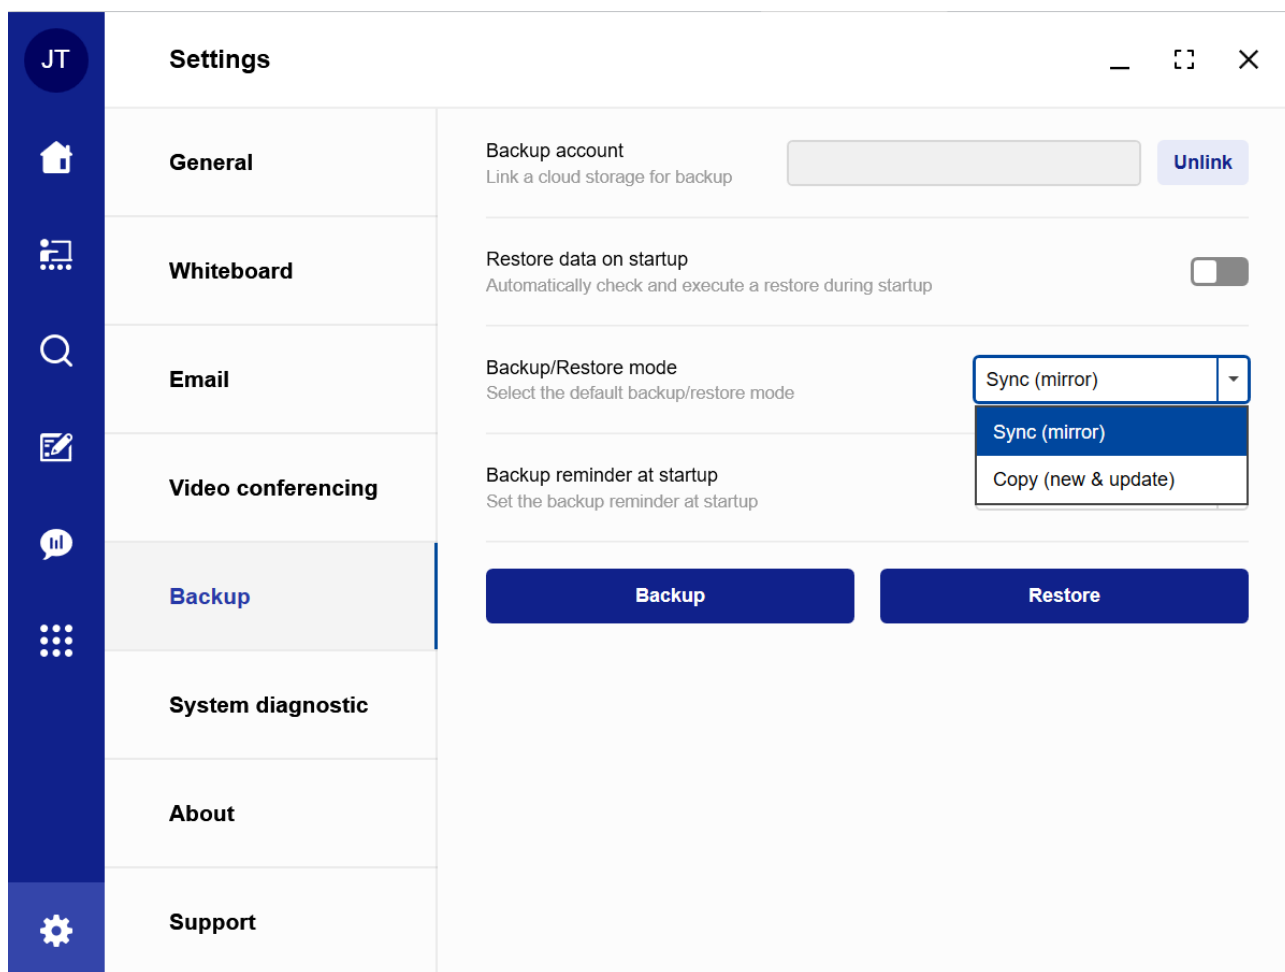 JT
Settings
General
Whiteboard
Email
Video conferencing
Backup
System diagnostic
About
Support
Backup account
Link a cloud storage for backup
Unlink
Restore data on startup
Automatically check and execute a restore during startup
Backup/Restore mode
Select the default backup/restore mode
Sync (mirror)
Sync (mirror)
Copy (new & update)
Backup reminder at startup
Set the backup reminder at startup
Backup
Restore